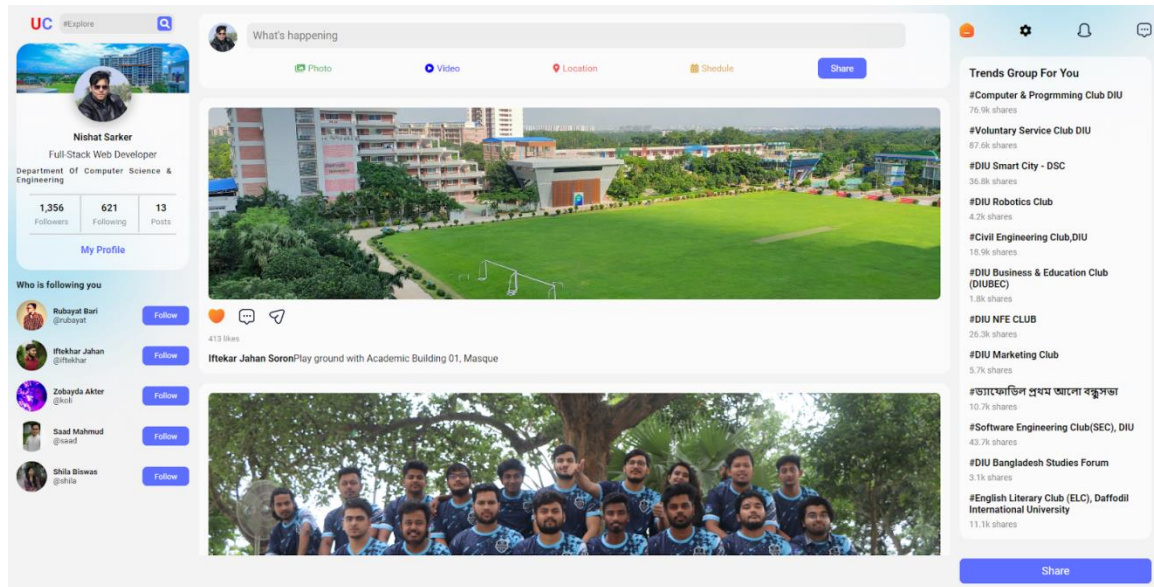 UC
#Explore
Nishat Sarker
Full-Stack Web Developer
Department Of Computer Science &
Engineering
1,356
621
13
Followers
Following
Posts
My Profile
Who is following you
Rubayat Bari
@rubayat
Follow
Iftekhar Jahan
@iftekhar
Follow
Zobayda Akter
@koli
Follow
Saad Mahmud
@saad
Follow
Shila Biswas
@shila
Follow
What's happening
Photo
Video
Location
Shedule
Share
413 likes
Iftekar Jahan SoronPlay ground with Academic Building 01, Masque
Trends Group For You
#Computer & Progrmming Club DIU
76.9k shares
#Voluntary Service Club DIU
87.6k shares
#DIU Smart City - DSC
36.8k shares
#DIU Robotics Club
4.2k shares
#Civil Engineering Club,DIU
18.9k shares
#DIU Business & Education Club
(DIUBEC)
1.8k shares
#DIU NFE CLUB
26.3k shares
#DIU Marketing Club
5.7k shares
#ড্যাফোডিল প্রথম আলো বন্ধুসভা
10.7k shares
#Software Engineering Club(SEC), DIU
43.7k shares
#DIU Bangladesh Studies Forum
3.1k shares
#English Literary Club (ELC), Daffodil
International University
11.1k shares
Share